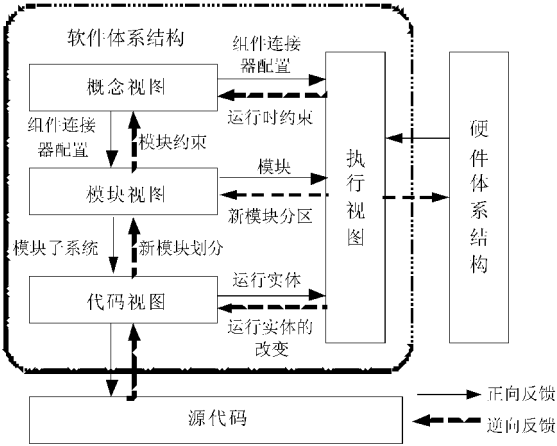 软件体系结构
组件连接
器配置
概念视图
运行时约束
组件连接
器配置
模块约束
模块
模块视图
新模块分区
执行视图
硬件体系结构
模块了系统
新模块划分
运行实体
代码视图
运行实体的
改变
源代码
正向反馈
逆向反馈